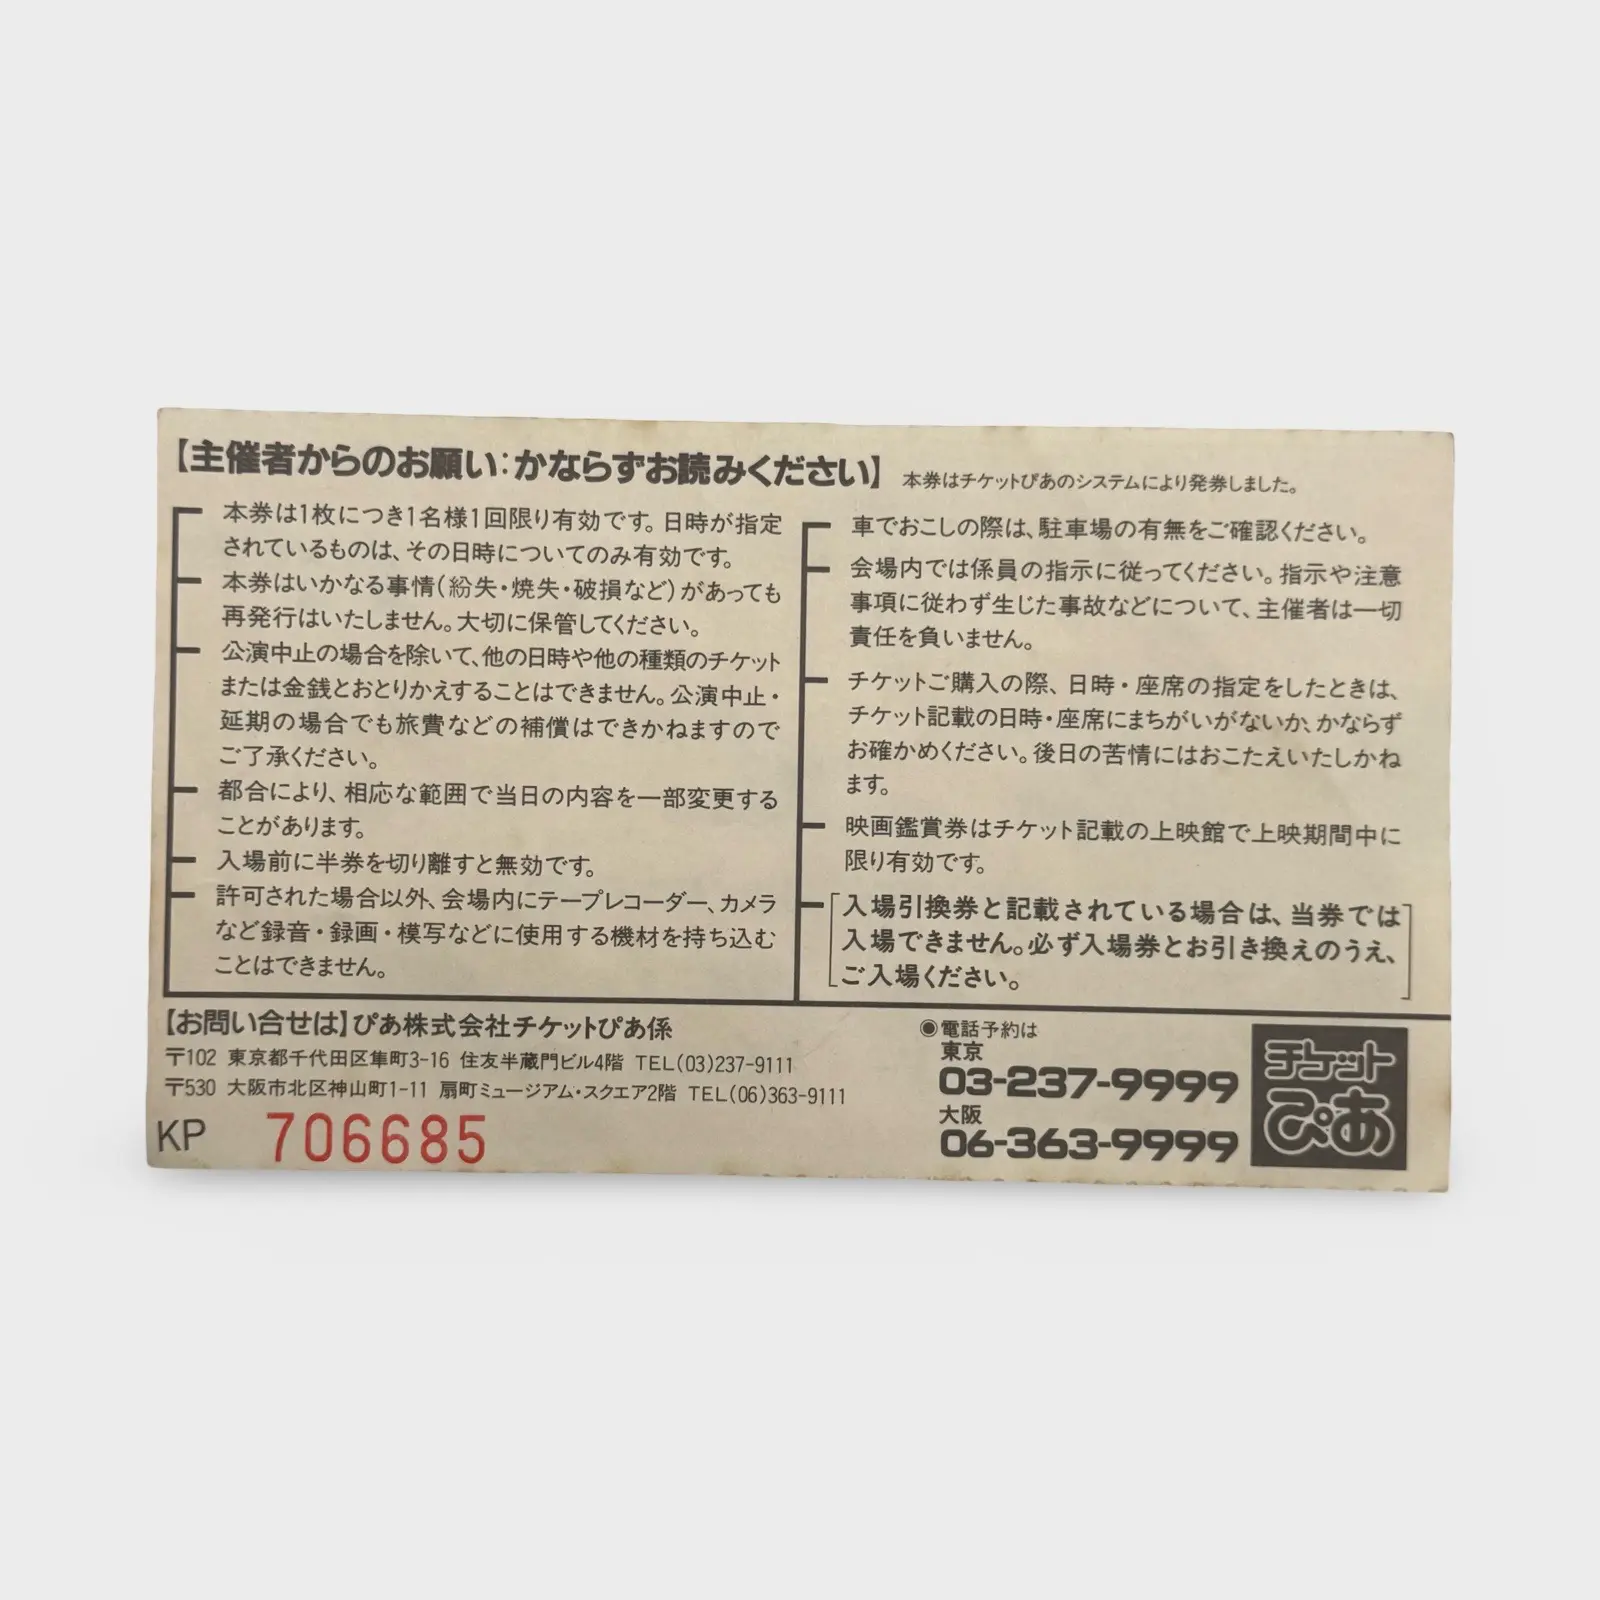 【主催者からのお願い:かならずお読みください】 本券はチケットぴあのシステムにより発券しました。
本券は1枚につき1名様1回限り有効です。日時が指定
されているものは、その日時についてのみ有効です。
本券はいかなる事情(紛失・焼失・破損など)があっても
再発行はいたしません。大切に保管してください。
公演中止の場合を除いて、他の日時や他の種類のチケット
または金銭とおとりかえすることはできません。公演中止・
延期の場合でも旅費などの補償はできかねますので
ご了承ください。
都合により、相応な範囲で当日の内容を一部変更する
ことがあります。
入場前に半券を切り離すと無効です。
許可された場合以外、会場内にテープレコーダー、カメラ
など録音・録画・模写などに使用する機材を持ち込む
ことはできません。
車でおこしの際は、駐車場の有無をご確認ください。
会場内では係員の指示に従ってください。指示や注意
事項に従わず生じた事故などについて、主催者は一切
責任を負いません。
チケットご購入の際、日時・座席の指定をしたときは、
チケット記載の日時・座席にまちがいがないか、かならず
お確かめください。後日の苦情にはおこたえいたしかね
ます。
映画鑑賞券はチケット記載の上映館で上映期間中に
限り有効です。
入場引換券と記載されている場合は、当券では
入場できません。必ず入場券とお引き換えのうえ、
ご入場ください。
【お問い合せは】ぴあ株式会社チケットぴあ係
〒102 東京都千代田区隼町3-16 住友半蔵門ビル4階 TEL(03)237-9111
〒530 大阪市北区神山町1-11 扇町ミュージアム・スクエア2階 TEL(06)363-9111
KP 706685
◉電話予約は
東京
03-237-9999
大阪
06-363-9999
チケット
ぴあ